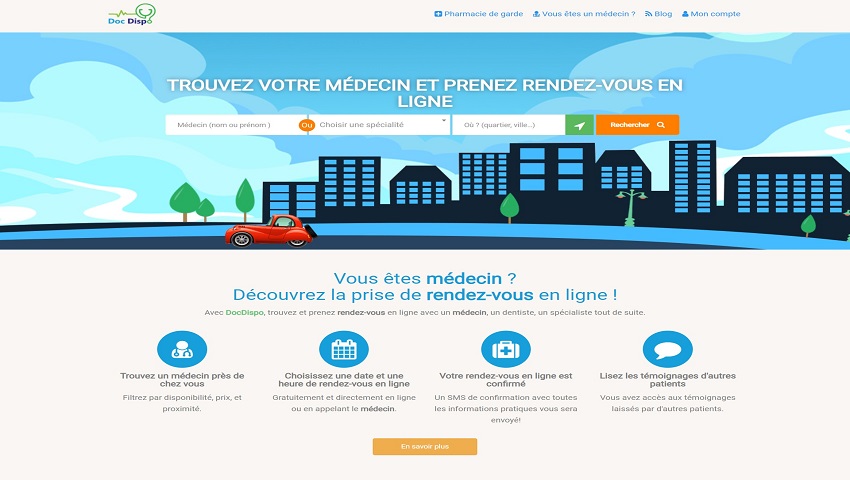 Doc Dispo
Pharmacie de garde
Vous êtes un médecin ?
Blog
Mon compte
TROUVEZ VOTRE MÉDECIN ET PRENEZ RENDEZ-VOUS EN
LIGNE
Médecin (nom ou prénom )
Ou
Choisir une spécialité
Où ? (quartier, ville...)
Rechercher
Vous êtes médecin ?
Découvrez la prise de rendez-vous en ligne !
Avec DocDispo, trouvez et prenez rendez-vous en ligne avec un médecin, un dentiste, un spécialiste tout de suite.
Trouvez un médecin près de
chez vous
Filtrez par disponibilité, prix, et
proximité.
Choisissez une date et une
heure de rendez-vous en ligne
Gratuitement et directement en ligne
ou en appelant le médecin.
Votre rendez-vous en ligne est
confirmé
Un SMS de confirmation avec toutes
les informations pratiques vous sera
envoyé!
Lisez les témoignages d'autres
patients
Vous avez accès aux témoignages
laissés par d'autres patients.
En savoir plus